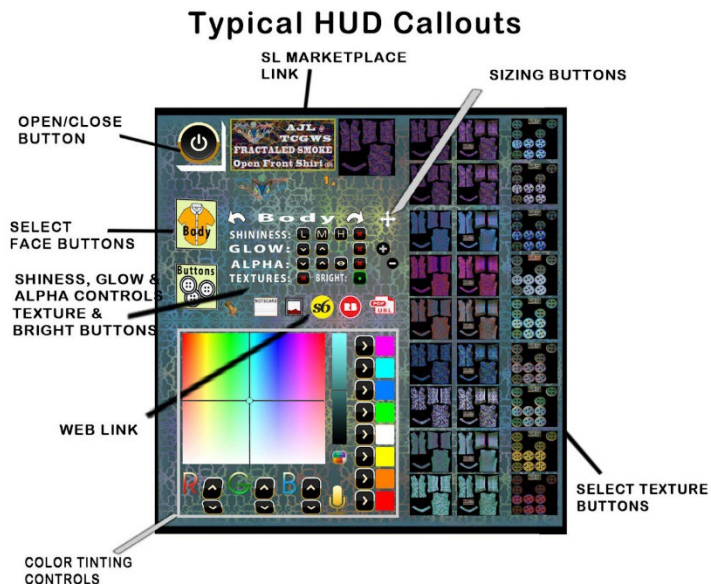 Typical HUD Callouts
SL MARKETPLACE
LINK
SIZING BUTTONS
OPEN/CLOSE
BUTTON
AJL
TCGWS
FRACTALED SMOKE
Open Front Shirt
SELECT
FACE BUTTONS
Body
Body
SHININESS: L M H
GLOW:
ALPHA:
TEXTURES: BRIGHT:
Buttons
SHINESS, GLOW &
ALPHA CONTROLS
TEXTURE &
BRIGHT BUTTONS
NOTECARD
s6
RB
PDF
URL
WEB LINK
R G B
SELECT TEXTURE
BUTTONS
COLOR TINTING
CONTROLS